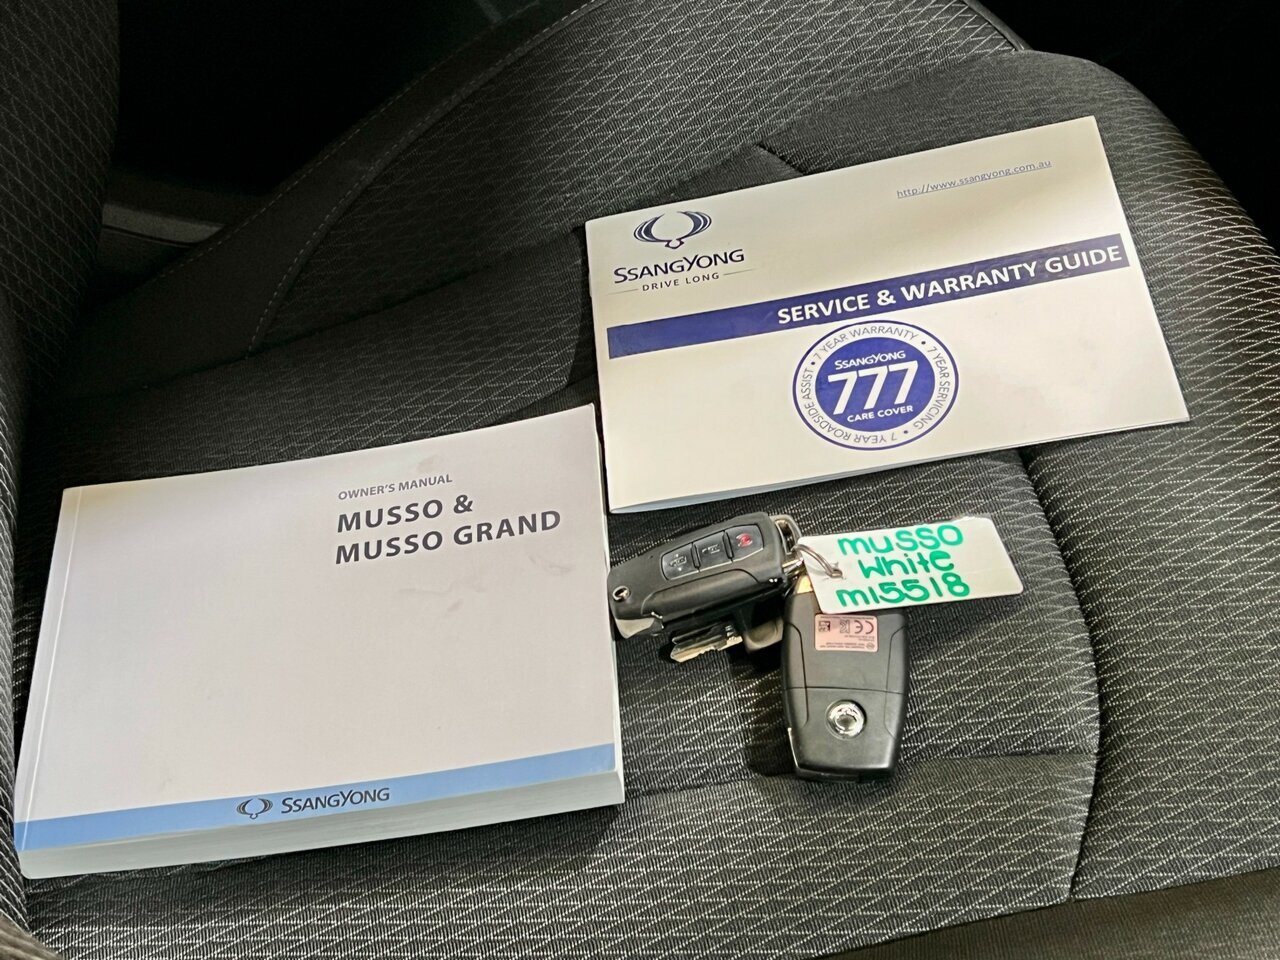 http://www.ssangyong.com.au
SSANGYONG
DRIVE LONG
SERVICE & WARRANTY GUIDE
7 YEAR WARRANTY • 7 YEAR SERVICING • 7 YEAR ROADSIDE ASSIST •
SSANGYONG
777
CARE COVER
OWNER'S MANUAL
MUSSO &
MUSSO GRAND
SSANGYONG
musso
White
m15518
CE